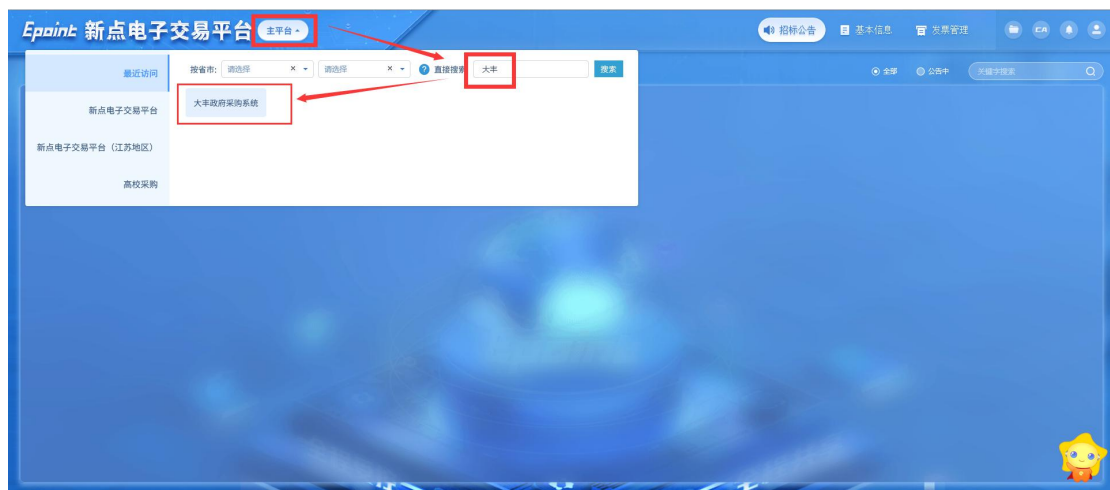 Epoint 新点电子交易平台 主平台 招标公告 基本信息 发票管理 CA
最近访问 按省市: 请选择 × 请选择 × ? 直接搜索 大丰 搜索 全部 公告中 关键字搜索
大丰政府采购系统
新点电子交易平台
新点电子交易平台（江苏地区）
高校采购
Epoint